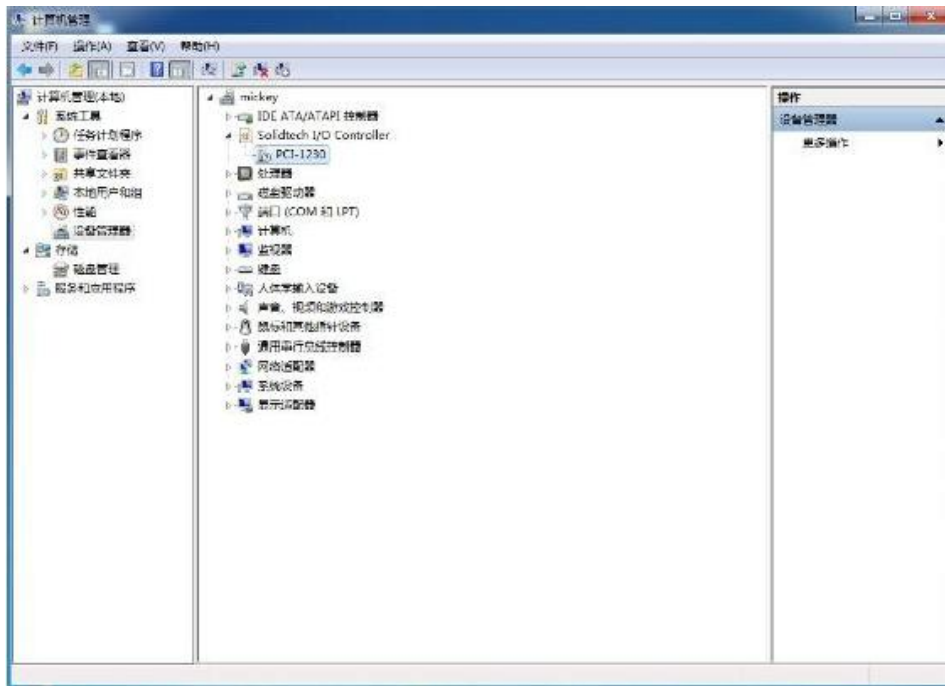 计算机管理
文件(F) 操作(A) 查看(V) 帮助(H)
计算机管理(本地)
系统工具
任务计划程序
事件查看器
共享文件夹
本地用户和组
性能
设备管理器
存储
磁盘管理
服务和应用程序
mickey
IDE ATA/ATAPI 控制器
Solidtech I/O Controller
PCI-1230
处理器
磁盘驱动器
端口 (COM 和 LPT)
计算机
监视器
键盘
人体学输入设备
声音、视频和游戏控制器
鼠标和其他指针设备
通用串行总线控制器
网络适配器
系统设备
显示适配器
操作
设备管理器
更多操作